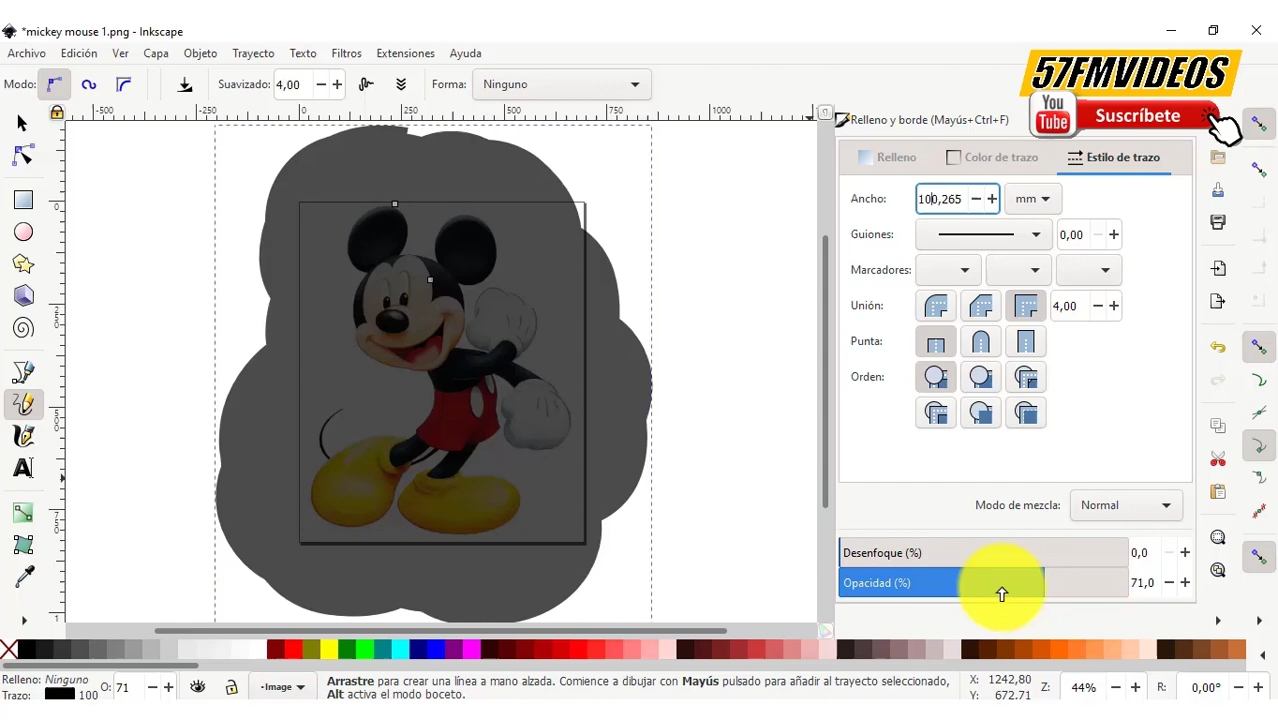 *mickey mouse 1.png - Inkscape
Archivo Edición Ver Capa Objeto Trayecto Texto Filtros Extensiones Ayuda
Modo: Suavizado: 4,00 Forma: Ninguno
57FMVIDEOS
You Tube Suscríbete
-500 -250 0 250 500 750 1000
Relleno y borde (Mayús+Ctrl+F)
Relleno Color de trazo Estilo de trazo
Ancho: 100,265 mm
Guiones: 0,00
Marcadores:
Unión: 4,00
Punta:
Orden:
Modo de mezcla: Normal
Desenfoque (%) 0,0
Opacidad (%) 71,0
Relleno: Ninguno
Trazo: 100
O: 71
Image
Arrastre para crear una línea a mano alzada. Comience a dibujar con Mayús pulsado para añadir al trayecto seleccionado,
Alt activa el modo boceto.
X: 1242,80
Y: 672,71
Z: 44%
R: 0,00°